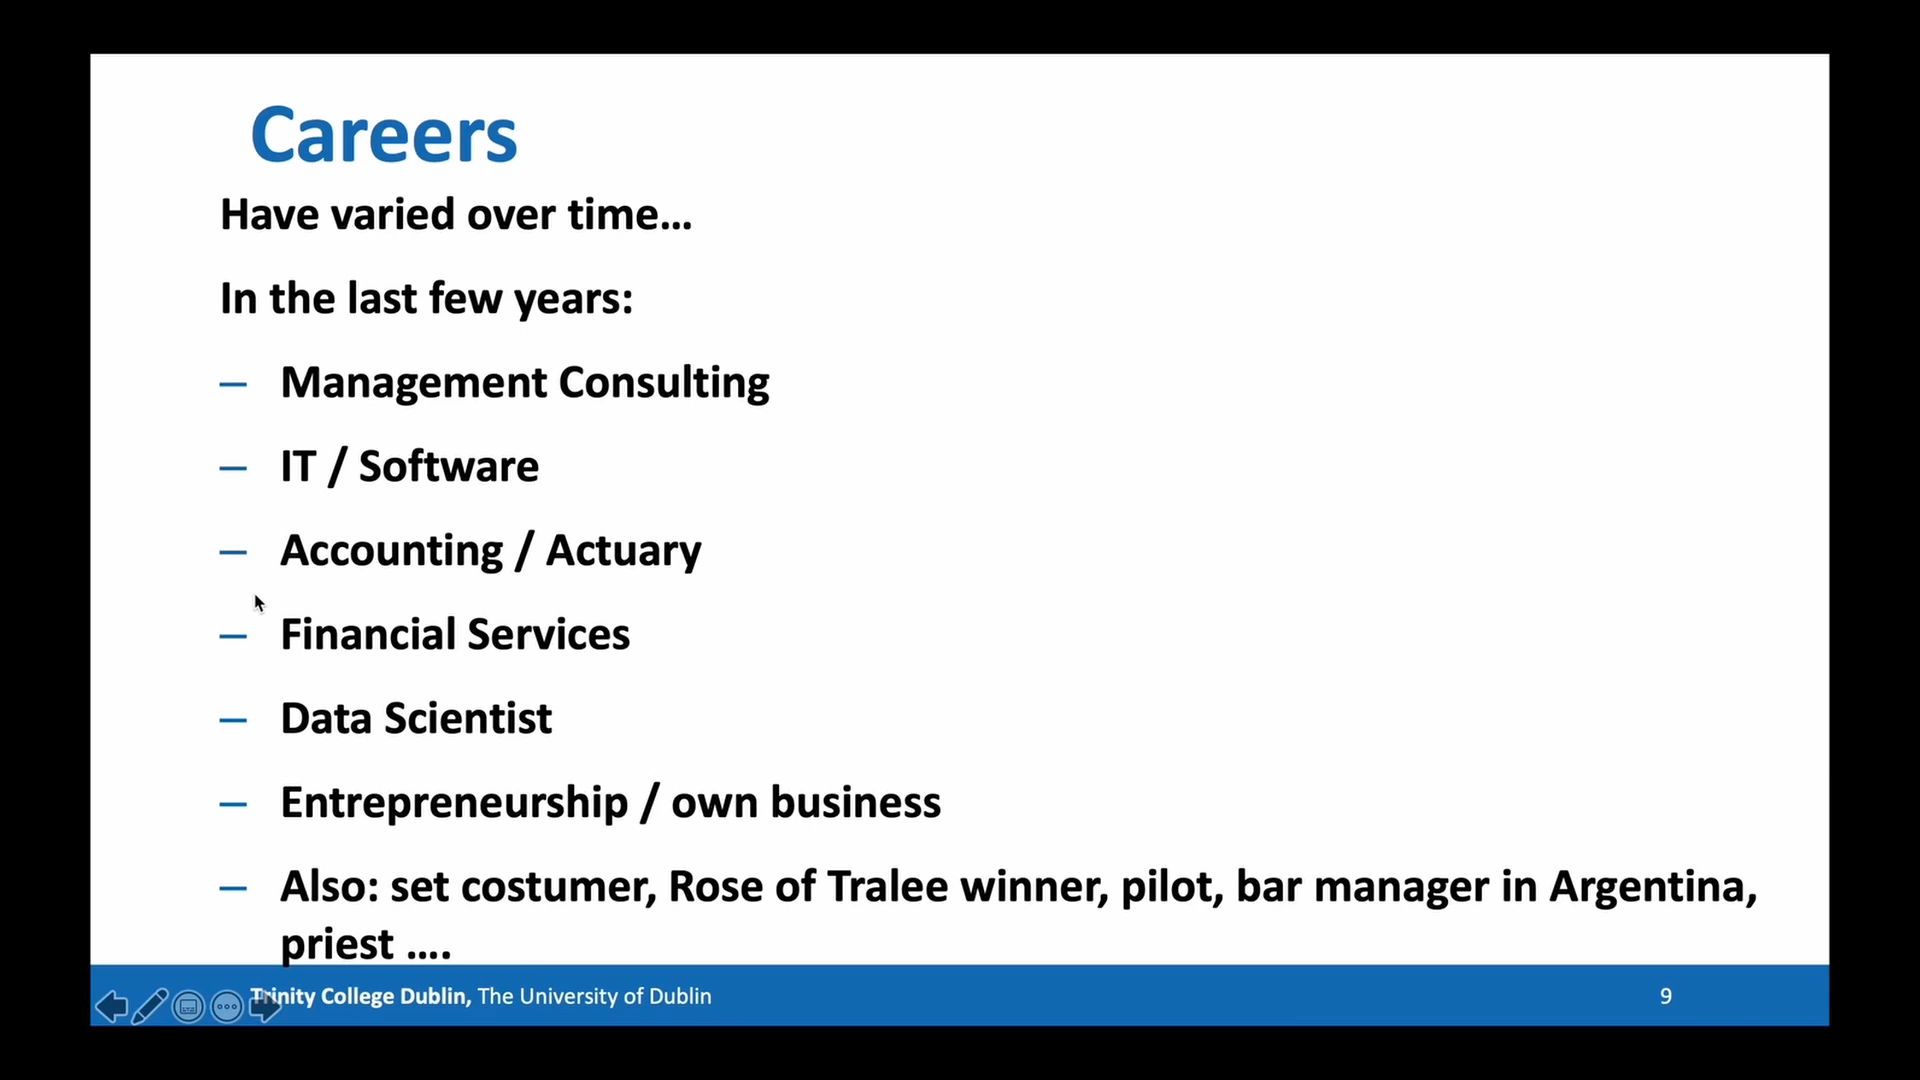 Careers
Have varied over time...
In the last few years:
– Management Consulting
– IT / Software
– Accounting / Actuary
– Financial Services
– Data Scientist
– Entrepreneurship / own business
– Also: set costumer, Rose of Tralee winner, pilot, bar manager in Argentina,
priest ....
Trinity College Dublin, The University of Dublin
9